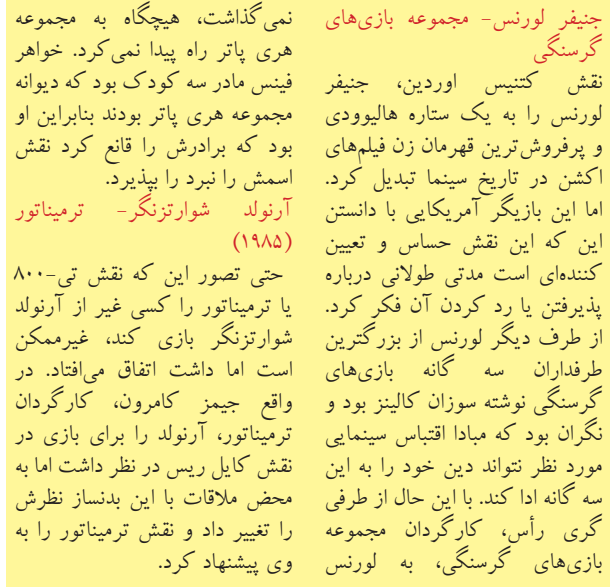 جنیفر لورنس- مجموعه بازی‌های
گرسنگی
نقش کتنیس اوردین، جنیفر
لورنس را به یک ستاره هالیوودی
و پرفروش‌ترین قهرمان زن فیلم‌های
اکشن در تاریخ سینما تبدیل کرد.
اما این بازیگر آمریکایی با دانستن
این که این نقش حساس و تعیین
کننده‌ای است مدتی طولانی درباره
پذیرفتن یا رد کردن آن فکر کرد.
از طرف دیگر لورنس از بزرگترین
طرفداران سه گانه بازی‌های
گرسنگی نوشته سوزان کالینز بود و
نگران بود که مبادا اقتباس سینمایی
مورد نظر نتواند دین خود را به این
سه گانه ادا کند. با این حال از طرفی
گری رأس، کارگردان مجموعه
بازی‌های گرسنگی، به لورنس
نمی‌گذاشت، هیچگاه به مجموعه
هری پاتر راه پیدا نمی‌کرد. خواهر
فینس مادر سه کودک بود که دیوانه
مجموعه هری پاتر بودند بنابراین او
بود که برادرش را قانع کرد نقش
اسمش را نبرد را بپذیرد.
آرنولد شوارتزنگر- ترمیناتور
(۱۹۸۵)
حتی تصور این که نقش تی-۸۰۰
یا ترمیناتور را کسی غیر از آرنولد
شوارتزنگر بازی کند، غیرممکن
است اما داشت اتفاق می‌افتاد. در
واقع جیمز کامرون، کارگردان
ترمیناتور، آرنولد را برای بازی در
نقش کایل ریس در نظر داشت اما به
محض ملاقات با این بدنساز نظرش
را تغییر داد و نقش ترمیناتور را به
وی پیشنهاد کرد.